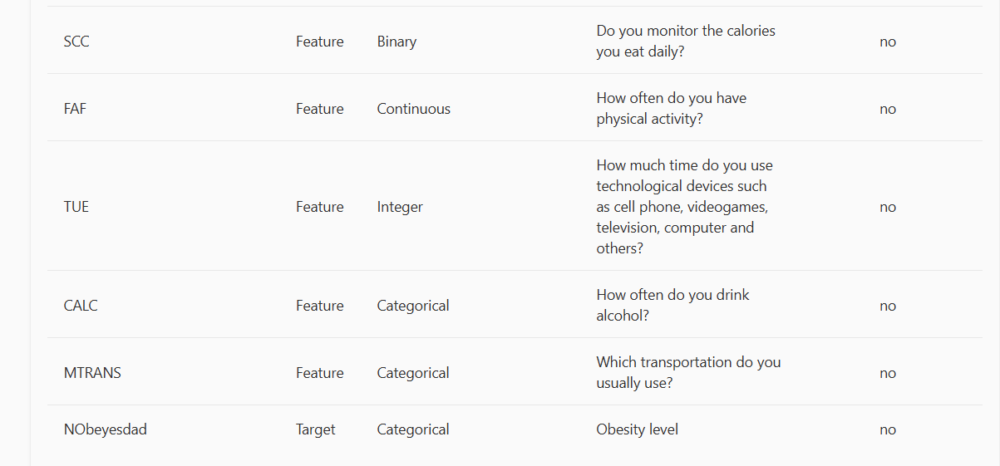 SCC Feature Binary Do you monitor the calories
you eat daily? no
FAF Feature Continuous How often do you have
physical activity? no
TUE Feature Integer How much time do you use
technological devices such
as cell phone, videogames,
television, computer and
others? no
CALC Feature Categorical How often do you drink
alcohol? no
MTRANS Feature Categorical Which transportation do you
usually use? no
NObeyesdad Target Categorical Obesity level no